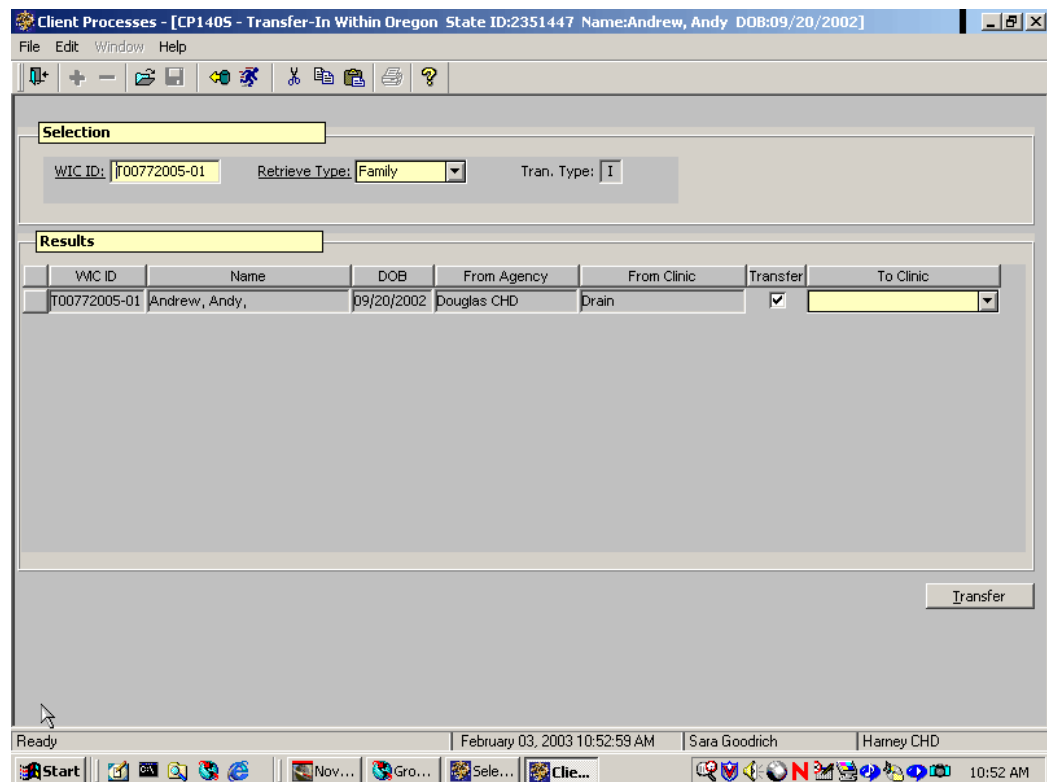 Client Processes - [CP140S - Transfer-In Within Oregon State ID:2351447 Name:Andrew, Andy DOB:09/20/2002]
File Edit Window Help
Selection
WIC ID: T00772005-01 Retrieve Type: Family Tran. Type: I
Results
WIC ID Name DOB From Agency From Clinic Transfer To Clinic
T00772005-01 Andrew, Andy, 09/20/2002 Douglas CHD Drain
Transfer
Ready February 03, 2003 10:52:59 AM Sara Goodrich Harney CHD
Start Nov... Gro... Sele... Clie... N 10:52 AM